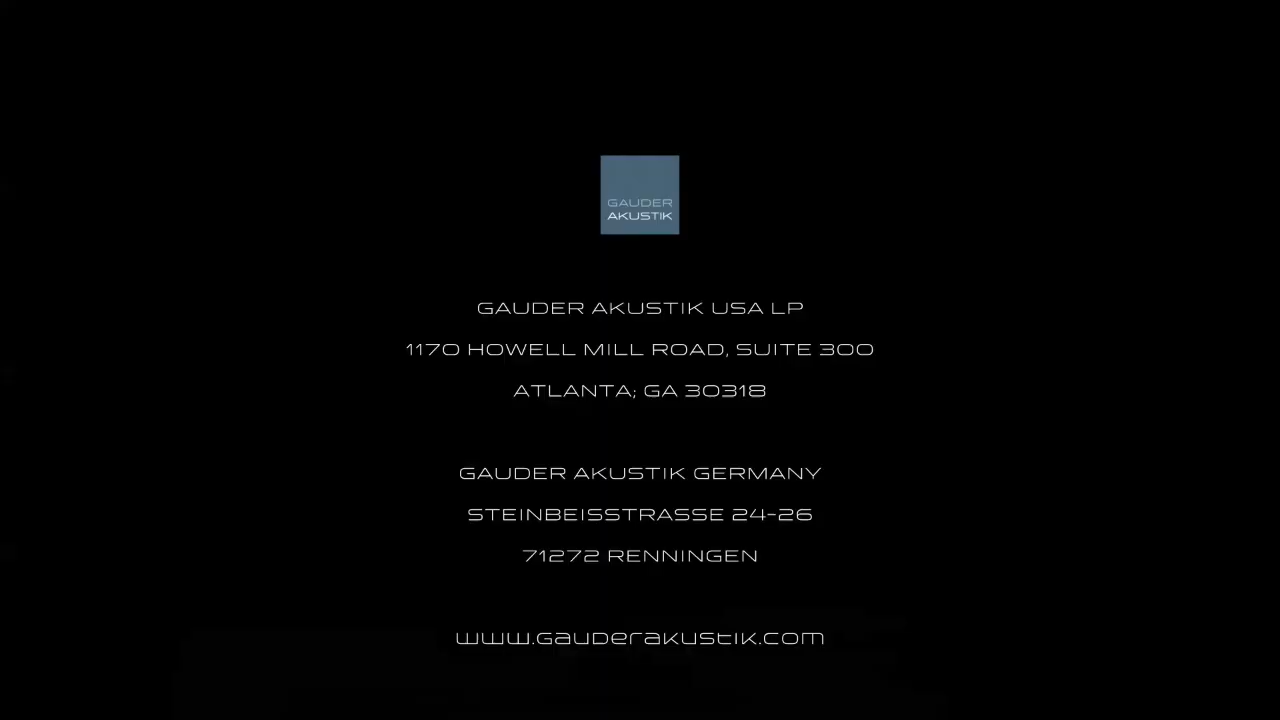 GAUDER
AKUSTIK
GAUDER AKUSTIK USA LP
1170 HOWELL MILL ROAD, SUITE 300
ATLANTA; GA 30318
GAUDER AKUSTIK GERMANY
STEINBEISSTRASSE 24-26
71272 RENNINGEN
www.Gauderakustik.com